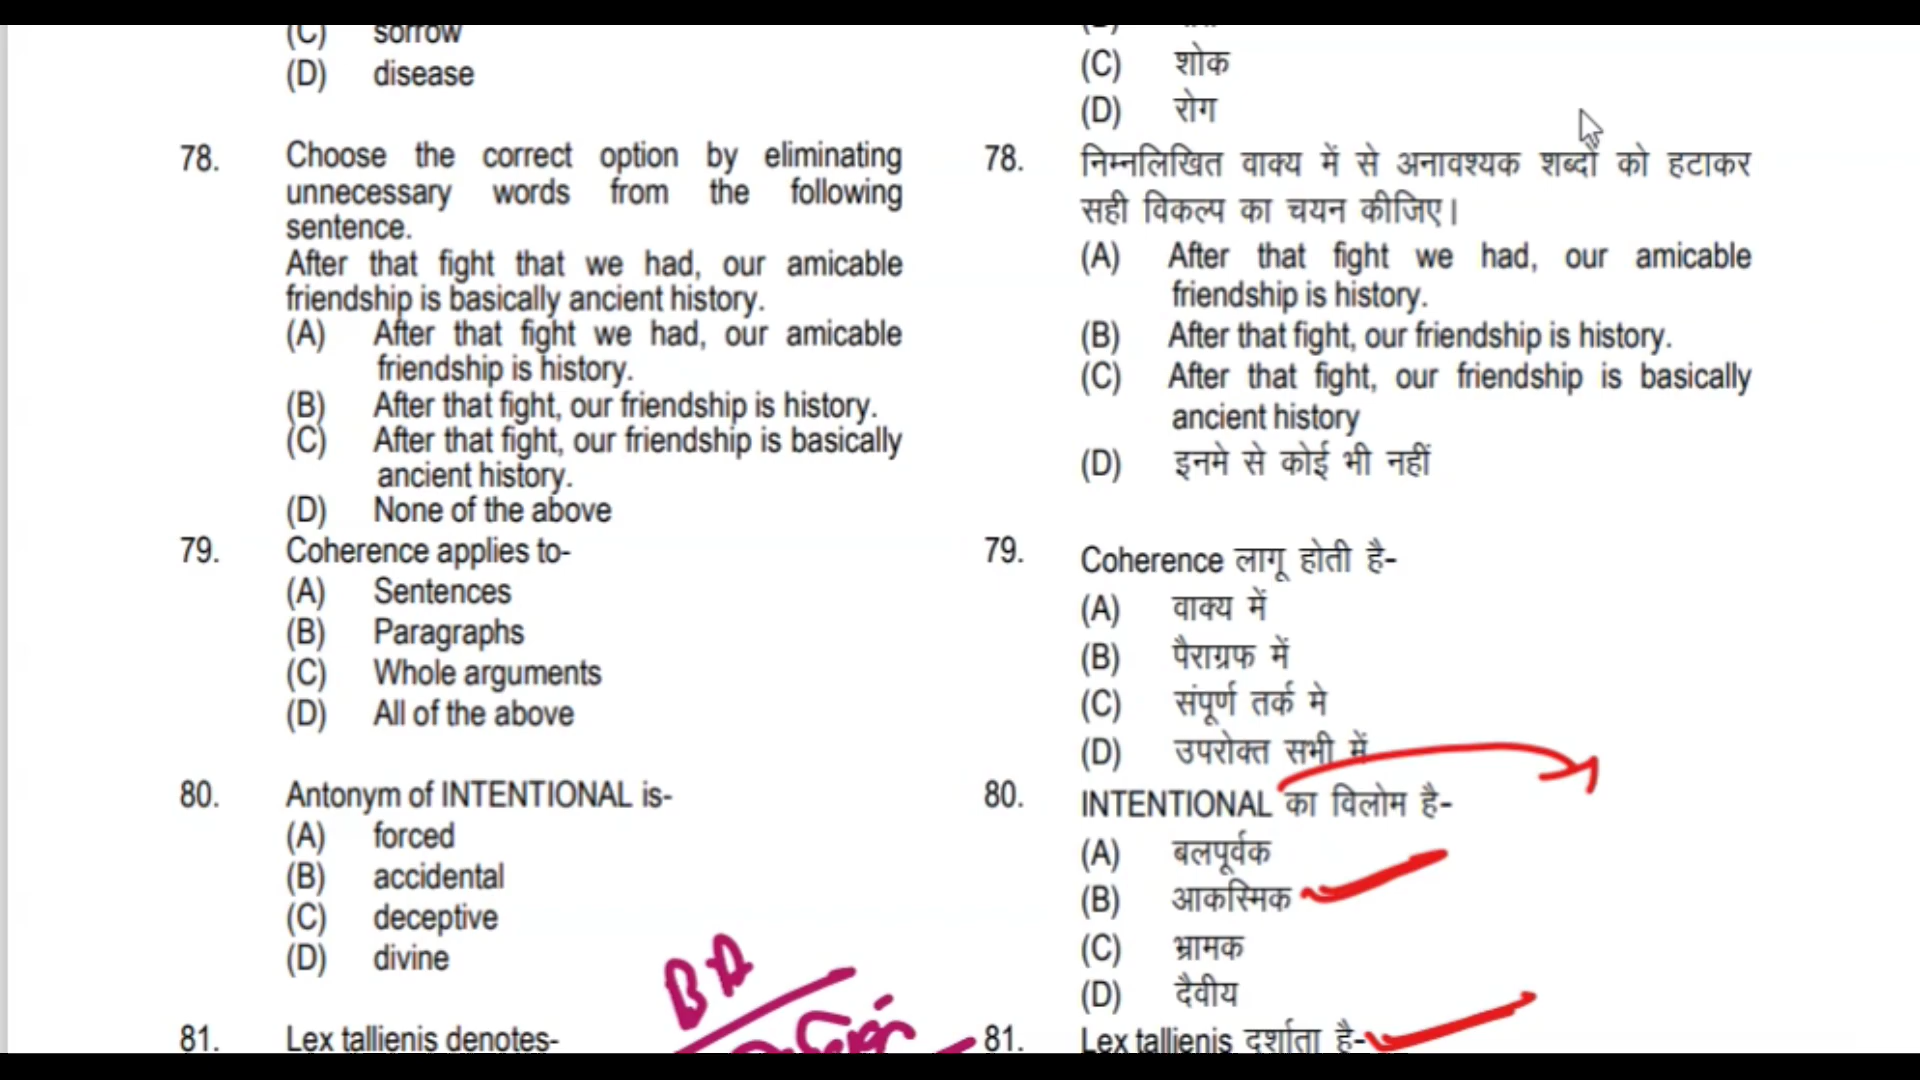 (C) sorrow
(D) disease
78. Choose the correct option by eliminating
unnecessary words from the following
sentence.
After that fight that we had, our amicable
friendship is basically ancient history.
(A) After that fight we had, our amicable
friendship is history.
(B) After that fight, our friendship is history.
(C) After that fight, our friendship is basically
ancient history.
(D) None of the above
79. Coherence applies to-
(A) Sentences
(B) Paragraphs
(C) Whole arguments
(D) All of the above
80. Antonym of INTENTIONAL is-
(A) forced
(B) accidental
(C) deceptive
(D) divine
BA
81. Lex tallienis denotes-
(C) शोक
(D) रोग
78. निम्नलिखित वाक्य में से अनावश्यक शब्दों को हटाकर
सही विकल्प का चयन कीजिए।
(A) After that fight we had, our amicable
friendship is history.
(B) After that fight, our friendship is history.
(C) After that fight, our friendship is basically
ancient history
(D) इनमे से कोई भी नहीं
79. Coherence लागू होती है-
(A) वाक्य में
(B) पैराग्रफ में
(C) संपूर्ण तर्क मे
(D) उपरोक्त सभी में
80. INTENTIONAL का विलोम है-
(A) बलपूर्वक
(B) आकस्मिक
(C) भ्रामक
(D) दैवीय
81. Lex tallienis दर्शाता है-